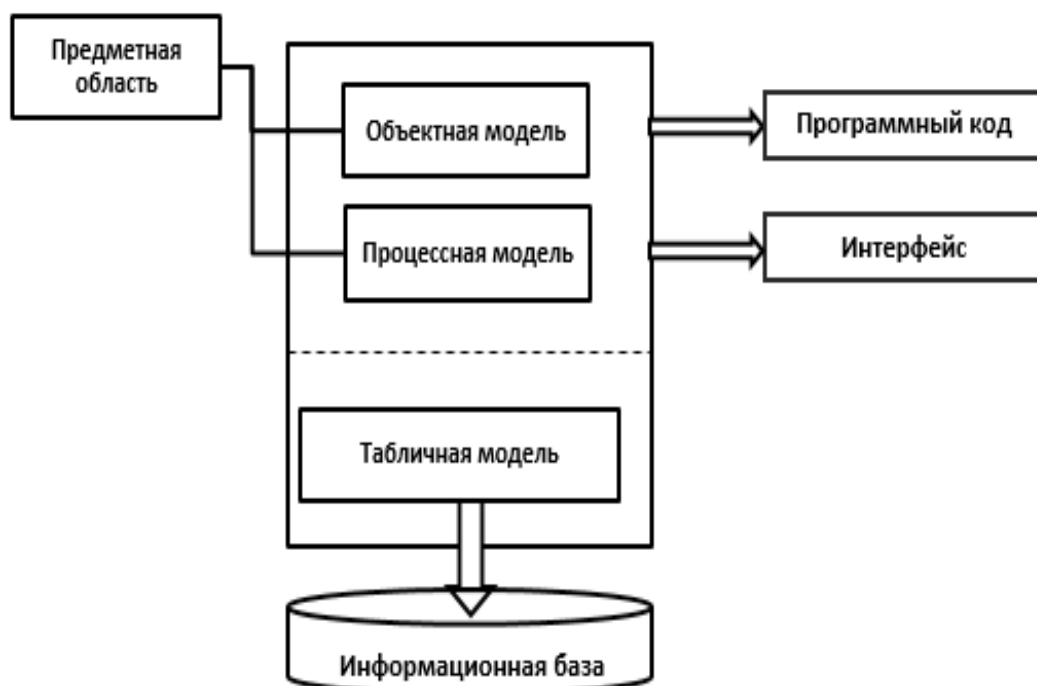 Предметная
область
Объектная модель
Программный код
Процессная модель
Интерфейс
Табличная модель
Информационная база